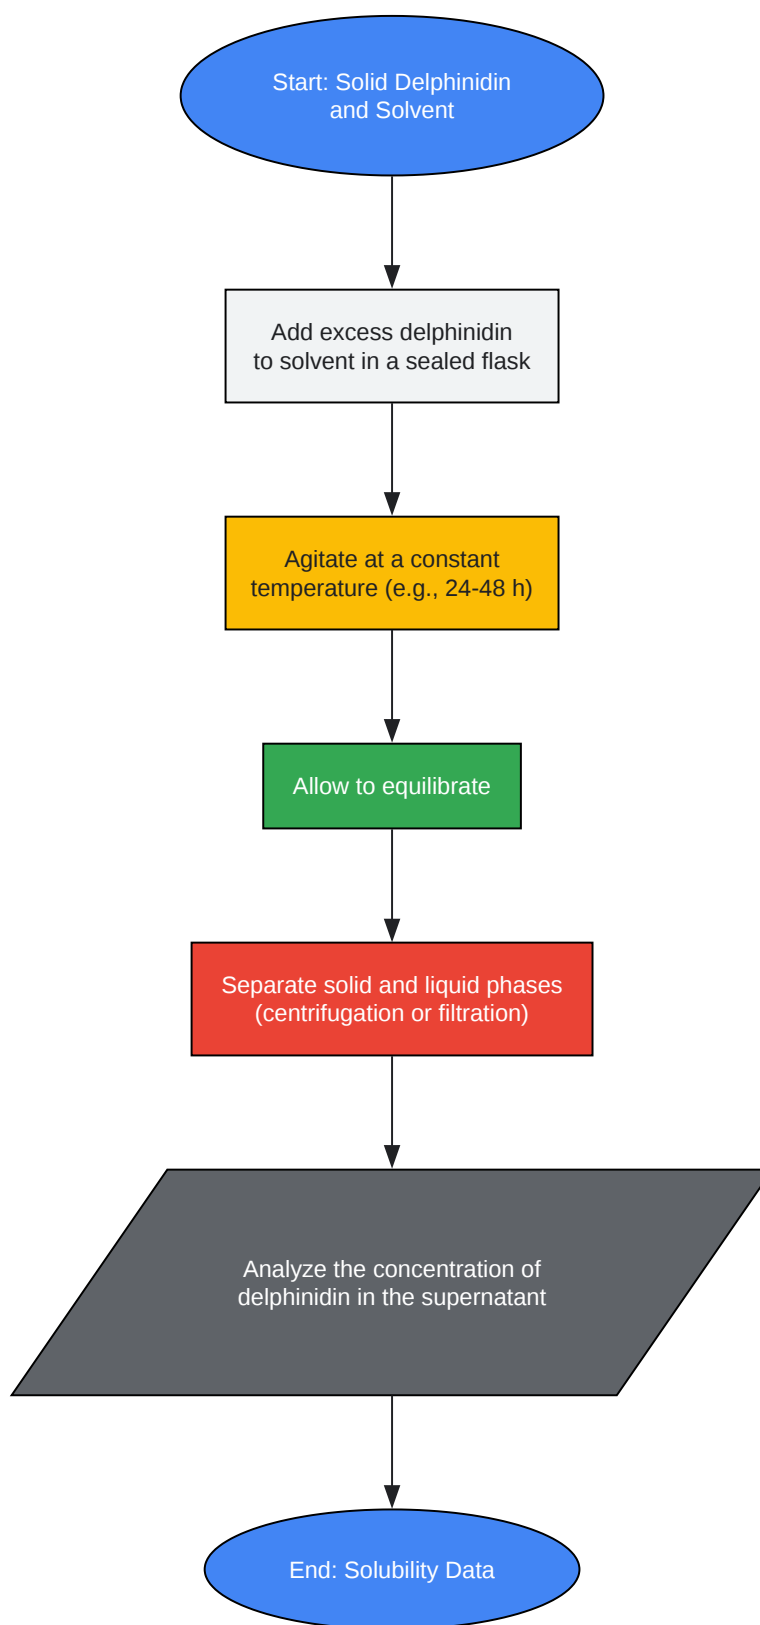 Start: Solid Delphinidin
and Solvent
Add excess delphinidin
to solvent in a sealed flask
Agitate at a constant
temperature (e.g., 24-48 h)
Allow to equilibrate
Separate solid and liquid phases
(centrifugation or filtration)
Analyze the concentration of
delphinidin in the supernatant
End: Solubility Data